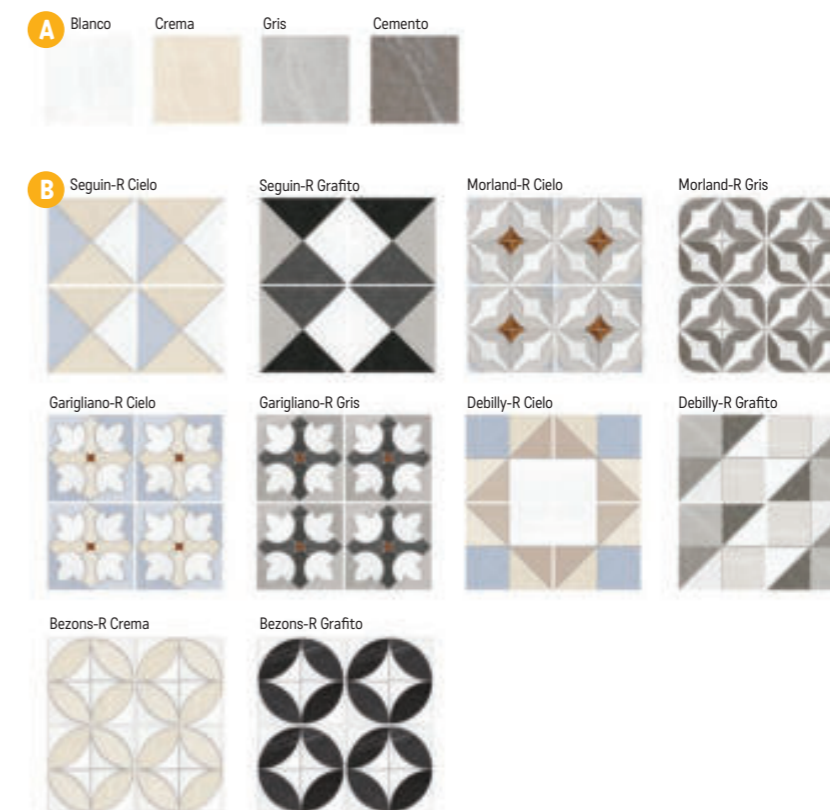 A Blanco Crema Gris Cemento
B Seguin-R Cielo Seguin-R Grafito Morland-R Cielo Morland-R Gris
Garigliano-R Cielo Garigliano-R Gris Debilly-R Cielo Debilly-R Grafito
Bezons-R Crema Bezons-R Grafito